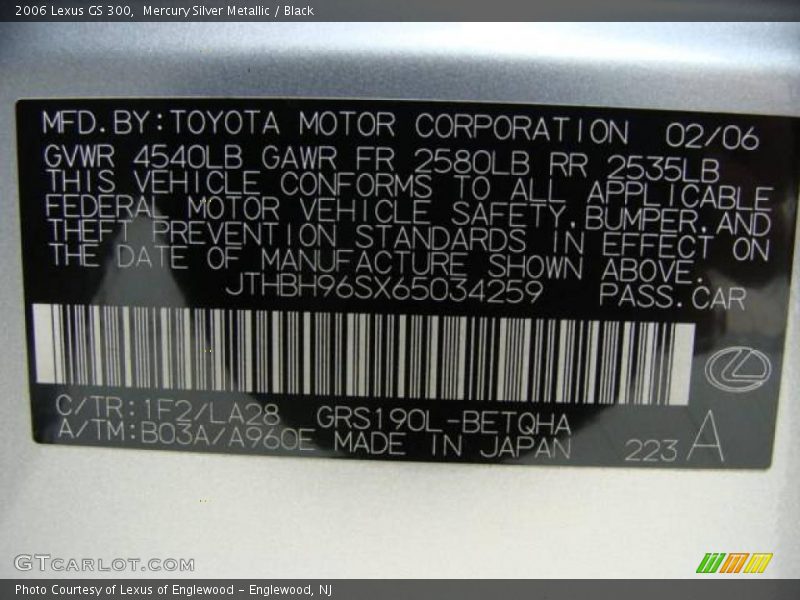 2006 Lexus GS 300,  Mercury Silver Metallic / Black
MFD.BY:TOYOTA MOTOR CORPORATION 02/06
GVWR 4540LB GAWR FR 2580LB RR 2535LB
THIS VEHICLE CONFORMS TO ALL APPLICABLE
FEDERAL MOTOR VEHICLE SAFETY,BUMPER,AND
THEFT PREVENTION STANDARDS IN EFFECT ON
THE DATE OF MANUFACTURE SHOWN ABOVE.
JTHBH96SX65034259 PASS.CAR
C/TR:1F2/LA28 GRS190L-BETQHA
A/TM:B03A/A960E MADE IN JAPAN 223 A
GTCARLOT.COM
Photo Courtesy of Lexus of Englewood - Englewood, NJ